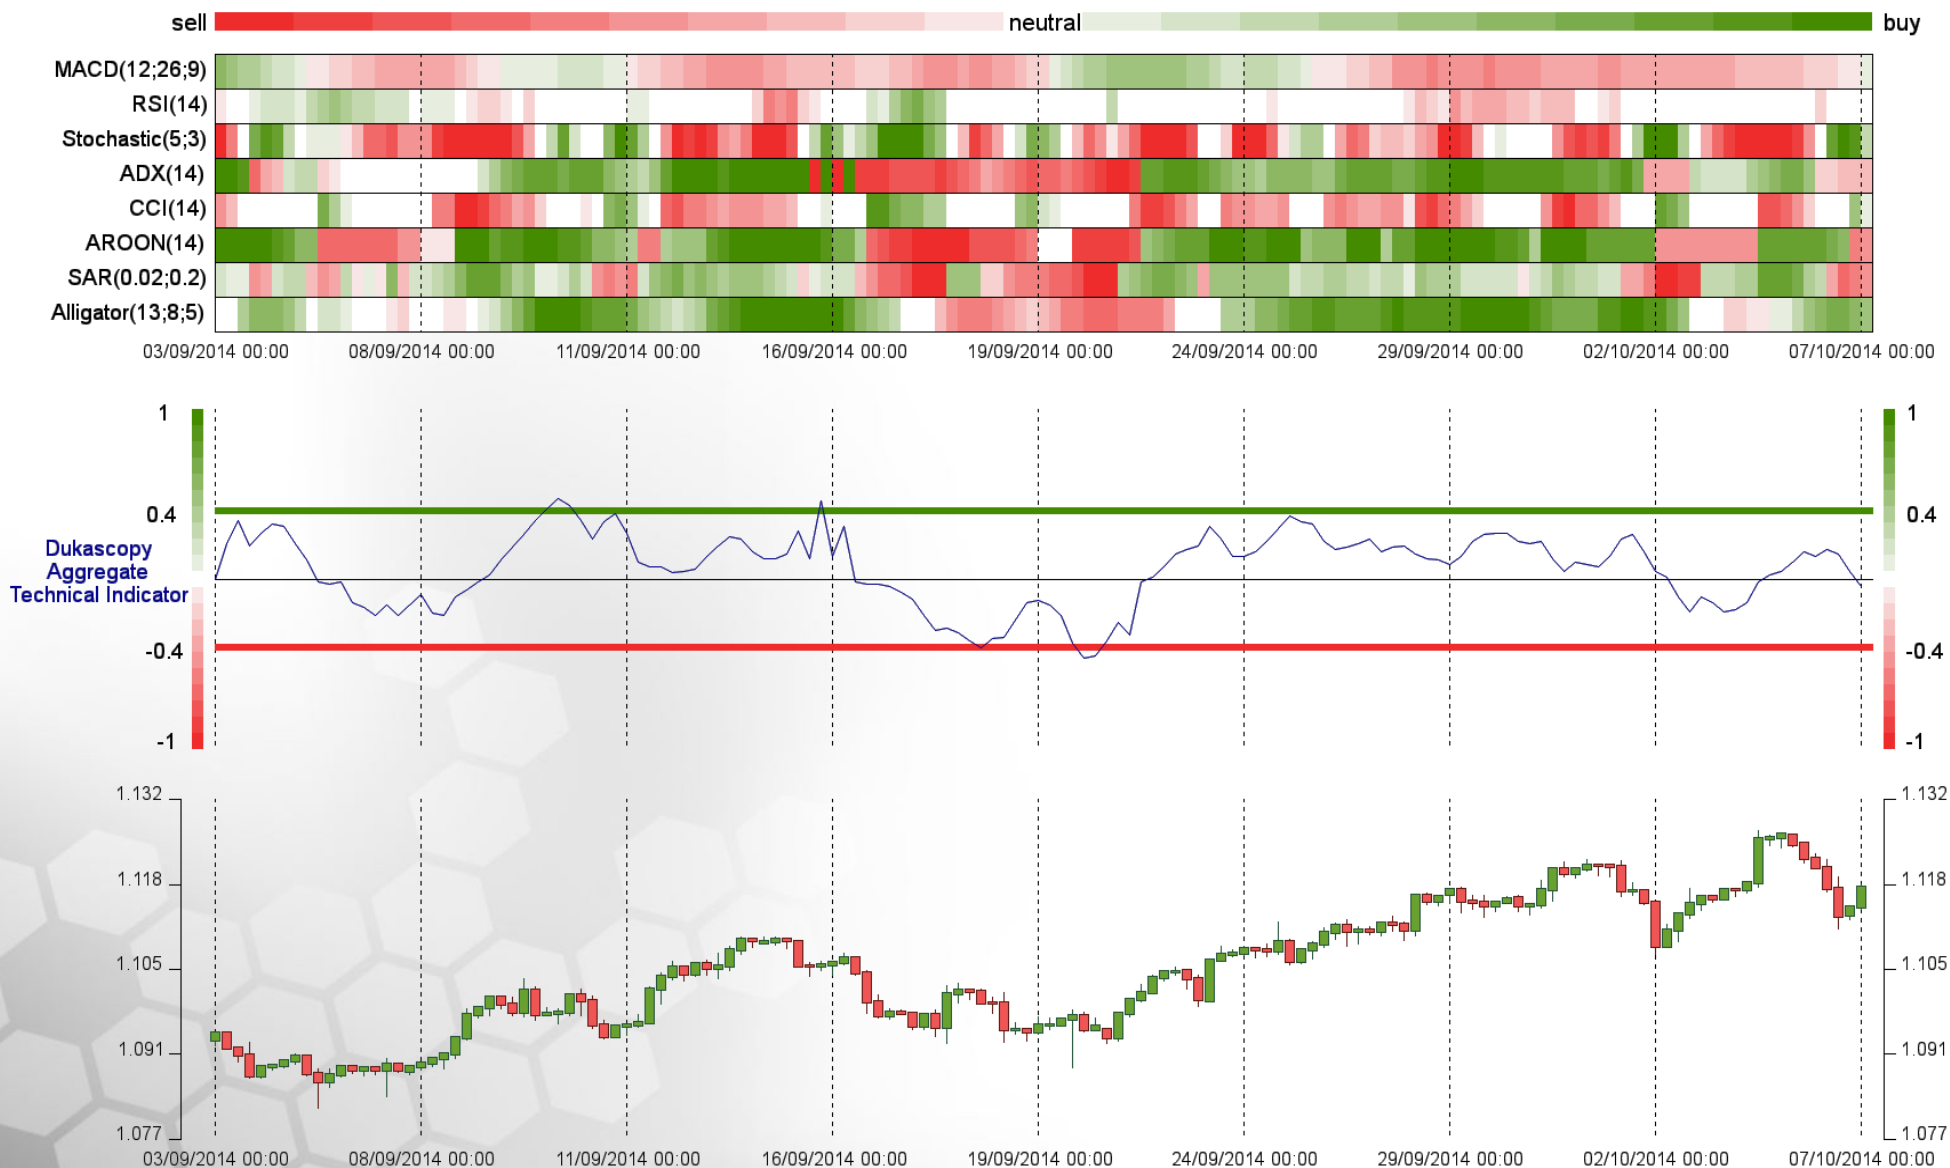 sell neutral buy
MACD(12;26;9)
RSI(14)
Stochastic(5;3)
ADX(14)
CCI(14)
AROON(14)
SAR(0.02;0.2)
Alligator(13;8;5)
03/09/2014 00:00 08/09/2014 00:00 11/09/2014 00:00 16/09/2014 00:00 19/09/2014 00:00 24/09/2014 00:00 29/09/2014 00:00 02/10/2014 00:00 07/10/2014 00:00
1 1
0.4 0.4
Dukascopy
Aggregate
Technical Indicator
-0.4 -0.4
-1 -1
1.132 1.132
1.118 1.118
1.105 1.105
1.091 1.091
1.077 1.077
03/09/2014 00:00 08/09/2014 00:00 11/09/2014 00:00 16/09/2014 00:00 19/09/2014 00:00 24/09/2014 00:00 29/09/2014 00:00 02/10/2014 00:00 07/10/2014 00:00